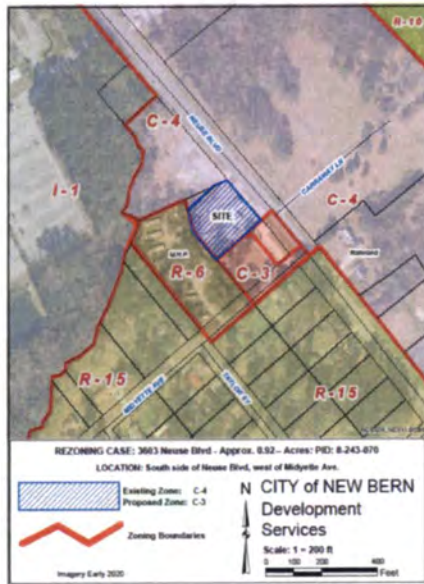 R-10
NEUSE BLVD
C-4
CARRAWAY LN
I-1
C-4
SITE
R-6
C-3
R-15
MIDYETTE AVE
TAYLOR ST
R-15
REZONING CASE: 3603 Neuse Blvd - Approx. 0.92 - Acres: PID: 8-243-070
LOCATION: South side of Neuse Blvd, west of Midyette Ave.
Existing Zone: C-4
Proposed Zone: C-3
Zoning Boundaries
Imagery Early 2020
N
CITY of NEW BERN
Development
Services
Scale: 1 = 200 ft
0 100 200 400
Feet